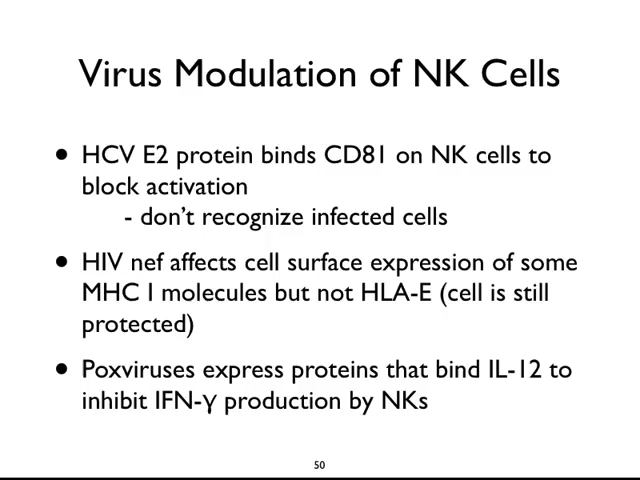 Virus Modulation of NK Cells
• HCV E2 protein binds CD81 on NK cells to
block activation
- don't recognize infected cells
• HIV nef affects cell surface expression of some
MHC I molecules but not HLA-E (cell is still
protected)
• Poxviruses express proteins that bind IL-12 to
inhibit IFN-γ production by NKs
50